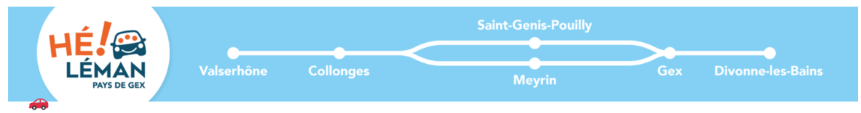 HÉ!
LÉMAN
PAYS DE GEX
Saint-Genis-Pouilly
Valserhône
Collonges
Meyrin
Gex
Divonne-les-Bains